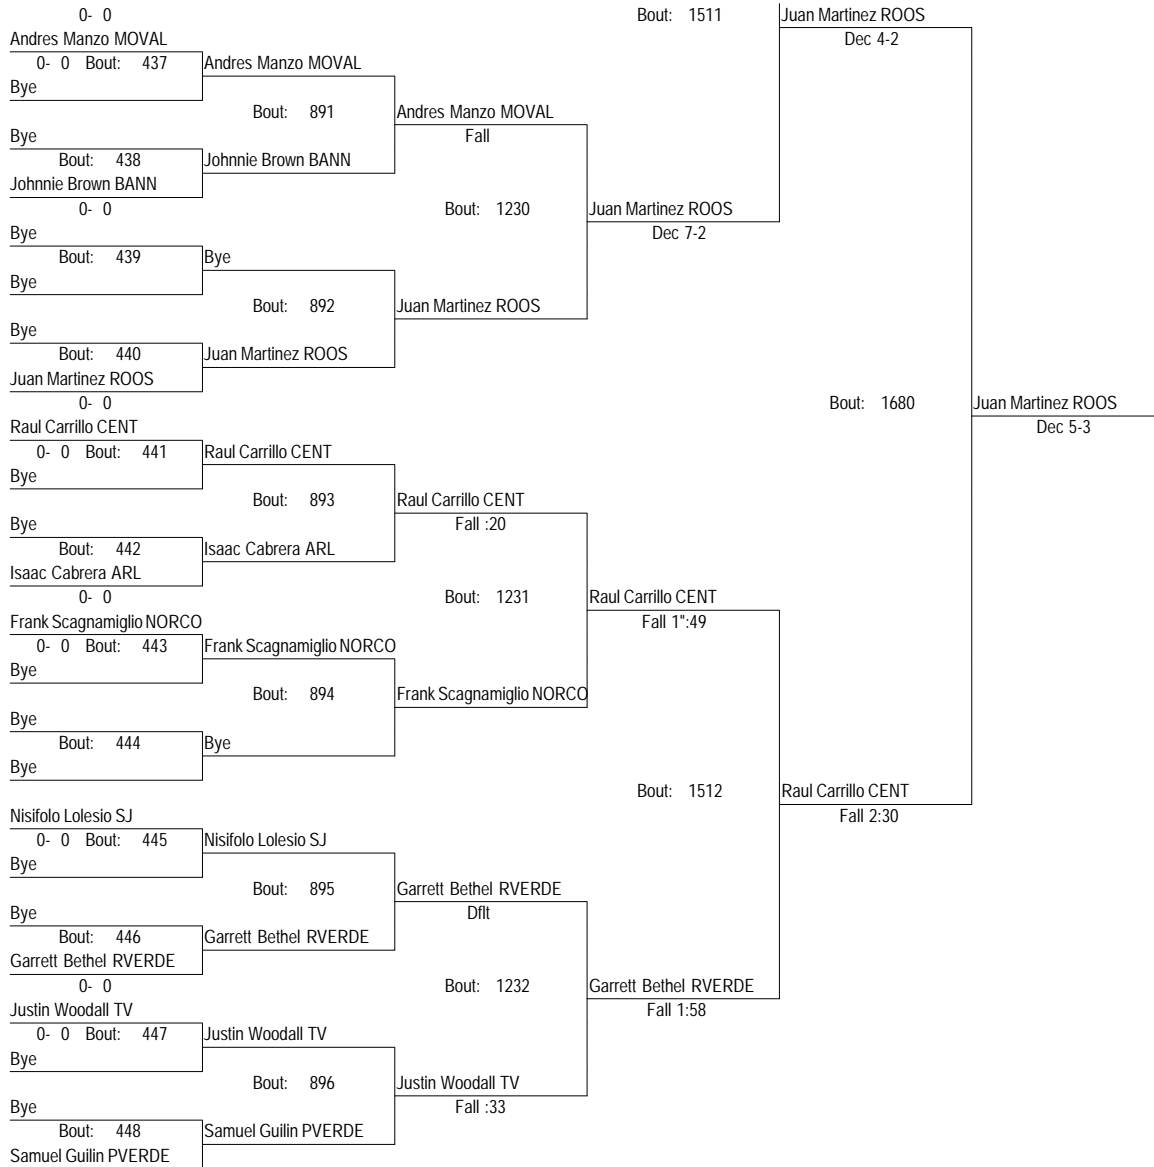 0- 0
Bout: 1511
Juan Martinez ROOS
Andres Manzo MOVAL
Dec 4-2
0- 0 Bout: 437
Andres Manzo MOVAL
Bye
Bout: 891
Andres Manzo MOVAL
Bye
Fall
Bout: 438
Johnnie Brown BANN
Johnnie Brown BANN
0- 0
Bout: 1230
Juan Martinez ROOS
Bye
Dec 7-2
Bout: 439
Bye
Bye
Bout: 892
Juan Martinez ROOS
Bye
Bout: 440
Juan Martinez ROOS
Juan Martinez ROOS
0- 0
Bout: 1680
Juan Martinez ROOS
Raul Carrillo CENT
Dec 5-3
0- 0 Bout: 441
Raul Carrillo CENT
Bye
Bout: 893
Raul Carrillo CENT
Bye
Fall :20
Bout: 442
Isaac Cabrera ARL
Isaac Cabrera ARL
0- 0
Bout: 1231
Raul Carrillo CENT
Frank Scagnamiglio NORCO
Fall 1":49
0- 0 Bout: 443
Frank Scagnamiglio NORCO
Bye
Bout: 894
Frank Scagnamiglio NORCO
Bye
Bout: 444
Bye
Bye
Bout: 1512
Raul Carrillo CENT
Nisifolo Lolesio SJ
Fall 2:30
0- 0 Bout: 445
Nisifolo Lolesio SJ
Bye
Bout: 895
Garrett Bethel RVERDE
Bye
Dflt
Bout: 446
Garrett Bethel RVERDE
Garrett Bethel RVERDE
0- 0
Bout: 1232
Garrett Bethel RVERDE
Justin Woodall TV
Fall 1:58
0- 0 Bout: 447
Justin Woodall TV
Bye
Bout: 896
Justin Woodall TV
Bye
Fall :33
Bout: 448
Samuel Guilin PVERDE
Samuel Guilin PVERDE